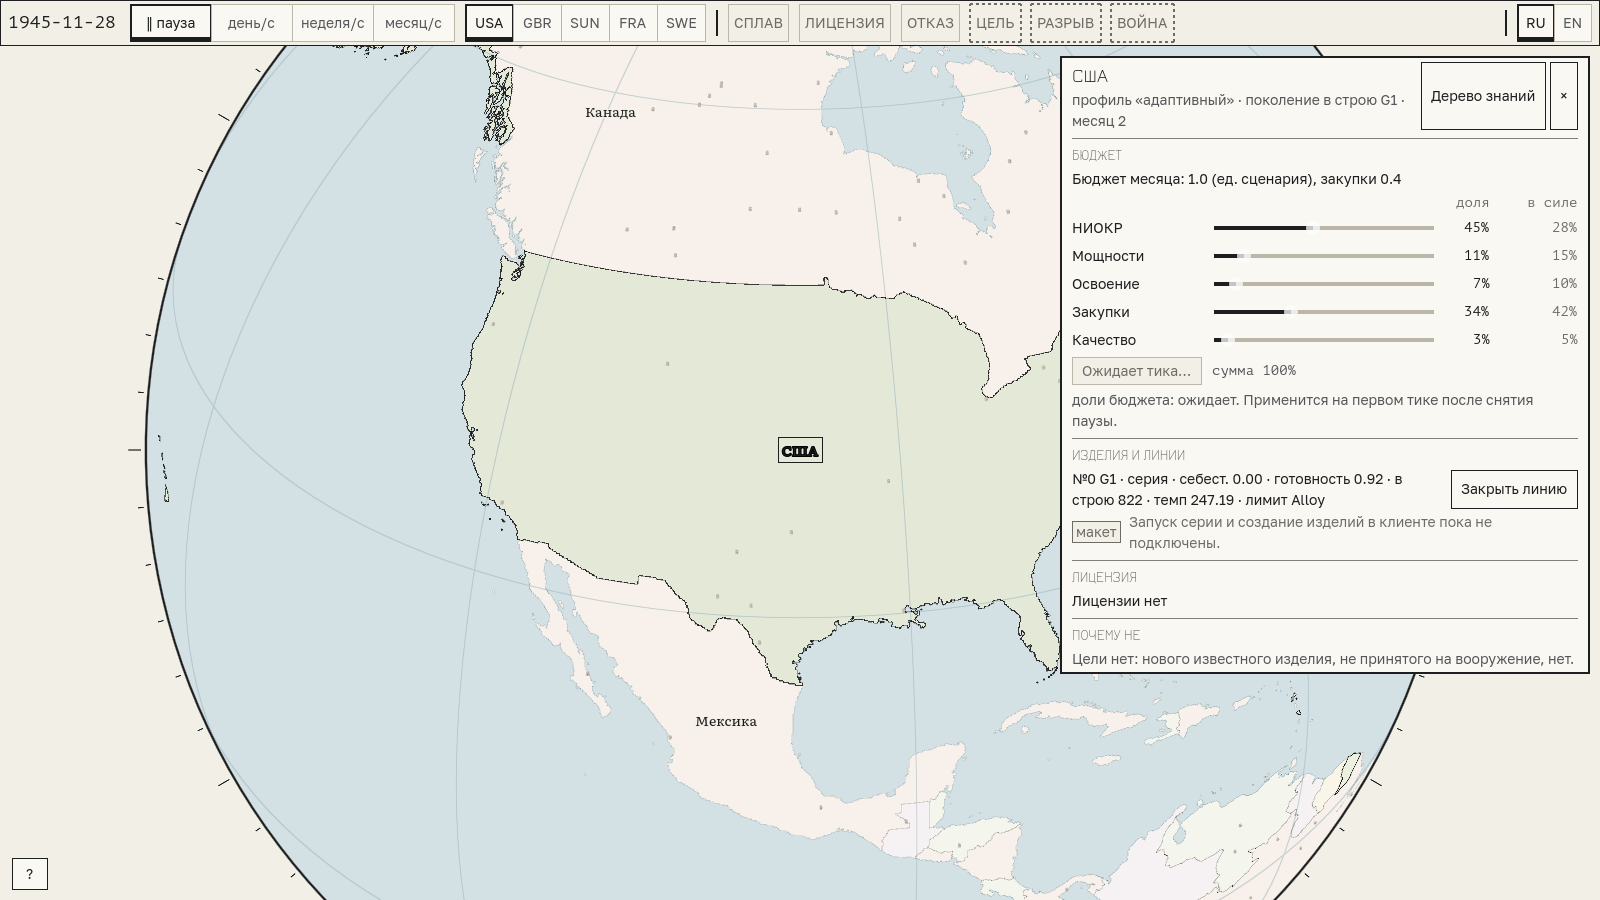 1945-11-28 ‖ пауза день/с неделя/с месяц/с USA GBR SUN FRA SWE СПЛАВ ЛИЦЕНЗИЯ ОТКАЗ ЦЕЛЬ РАЗРЫВ ВОЙНА RU EN
США
профиль «адаптивный» · поколение в строю G1 ·
месяц 2
Дерево знаний ×
БЮДЖЕТ
Бюджет месяца: 1.0 (ед. сценария), закупки 0.4
доля в силе
НИОКР 45% 28%
Мощности 11% 15%
Освоение 7% 10%
Закупки 34% 42%
Качество 3% 5%
Ожидает тика... сумма 100%
доли бюджета: ожидает. Применится на первом тике после снятия
паузы.
ИЗДЕЛИЯ И ЛИНИИ
№0 G1 · серия · себест. 0.00 · готовность 0.92 · в
строю 822 · темп 247.19 · лимит Alloy
Закрыть линию
макет Запуск серии и создание изделий в клиенте пока не
подключены.
ЛИЦЕНЗИЯ
Лицензии нет
ПОЧЕМУ НЕ
Цели нет: нового известного изделия, не принятого на вооружение, нет.
Канада
США
Мексика
?